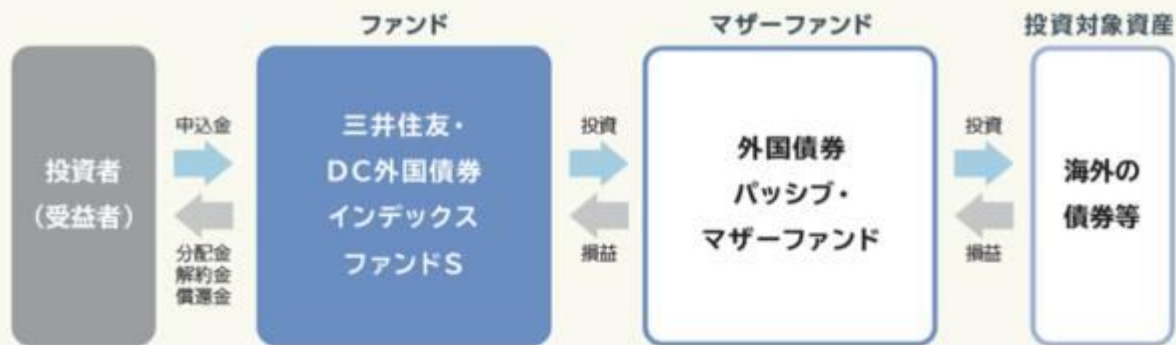 ファンド
マザーファンド
投資対象資産
投資者
(受益者)
申込金
分配金
解約金
償還金
三井住友・
DC外国債券
インデックス
ファンドS
投資
損益
外国債券
パッシブ・
マザーファンド
投資
損益
海外の
債券等